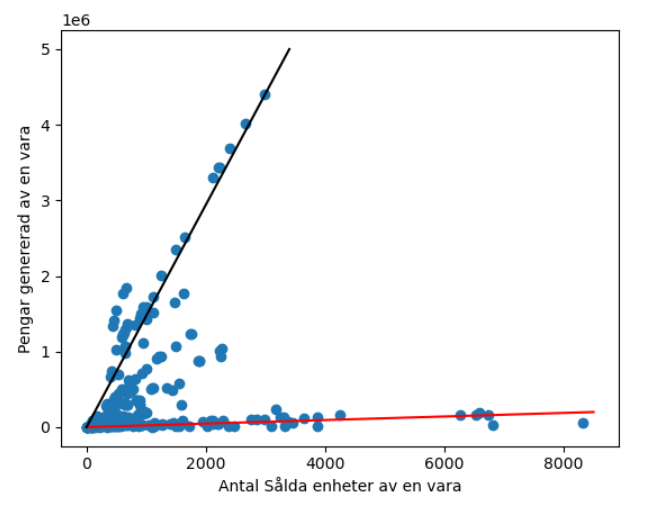 1e6
5
4
3
2
1
0
Pengar genererad av en vara
0 2000 4000 6000 8000
Antal Sålda enheter av en vara